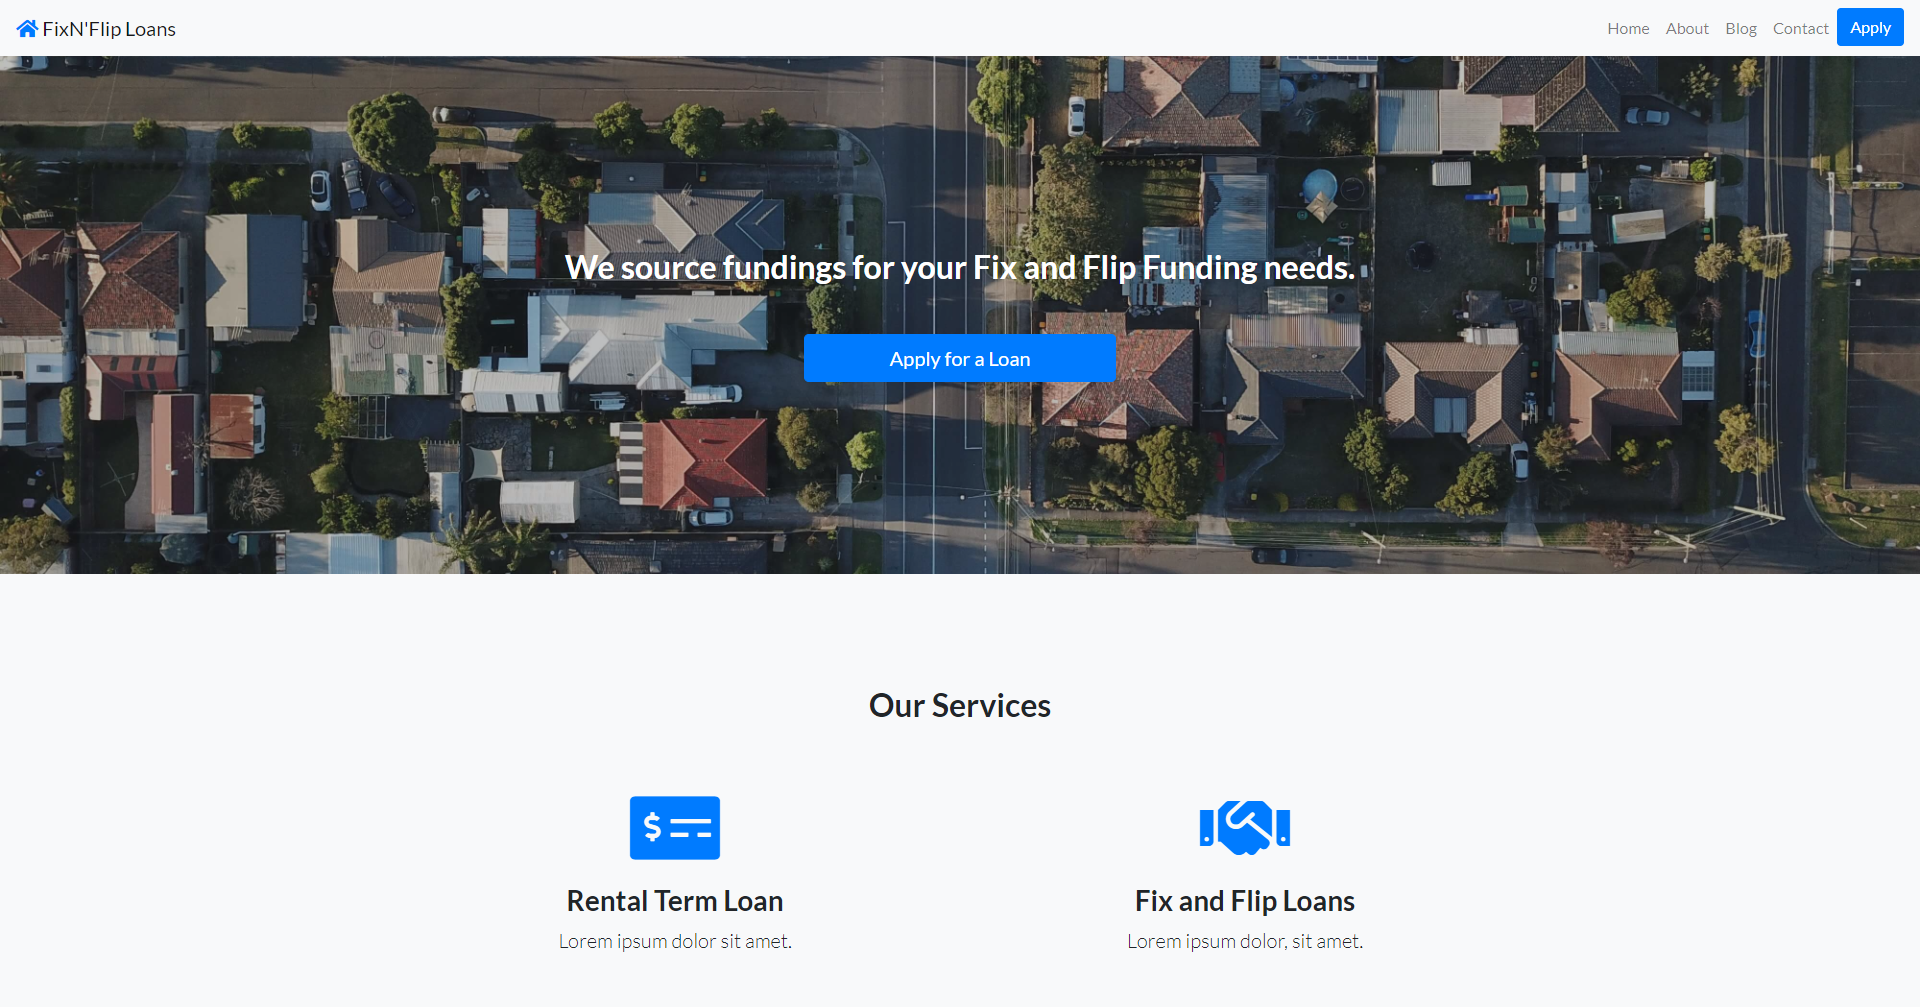 FixN'Flip Loans
Home About Blog Contact Apply
We source fundings for your Fix and Flip Funding needs.
Apply for a Loan
Our Services
$
Rental Term Loan
Lorem ipsum dolor sit amet.
Fix and Flip Loans
Lorem ipsum dolor, sit amet.